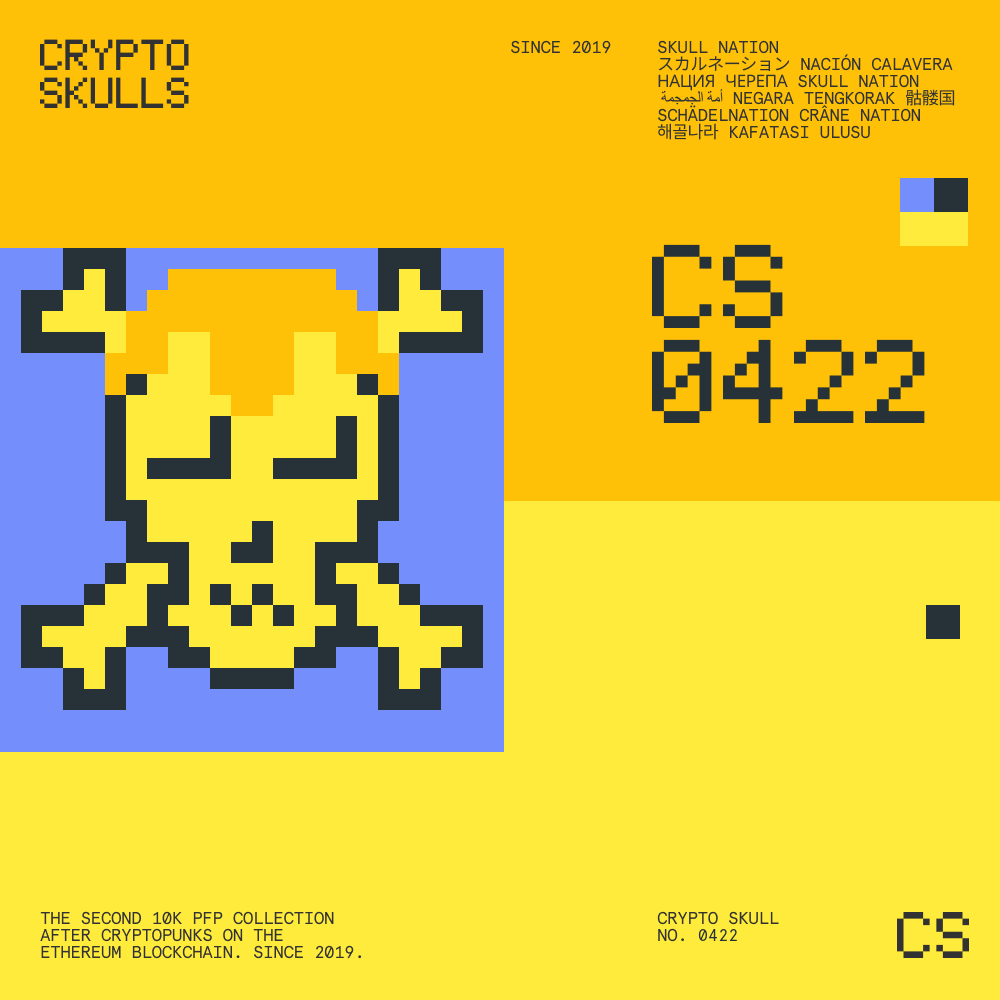 CRYPTO
SKULLS
SINCE 2019
SKULL NATION
スカルネーション NACIÓN CALAVERA
НАЦИЯ ЧЕРЕПА SKULL NATION
أمة الجمجمة NEGARA TENGKORAK 骷髅国
SCHÄDELNATION CRÂNE NATION
해골나라 KAFATASI ULUSU
CS
0422
THE SECOND 10K PFP COLLECTION
AFTER CRYPTOPUNKS ON THE
ETHEREUM BLOCKCHAIN. SINCE 2019.
CRYPTO SKULL
NO. 0422
CS